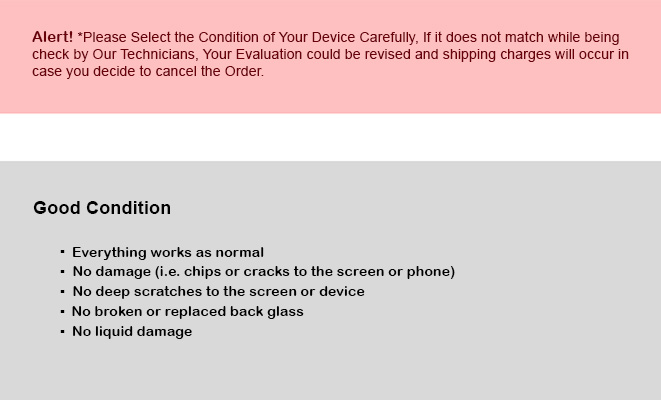 Alert! *Please Select the Condition of Your Device Carefully, If it does not match while being
check by Our Technicians, Your Evaluation could be revised and shipping charges will occur in
case you decide to cancel the Order.
Good Condition
▪ Everything works as normal
▪ No damage (i.e. chips or cracks to the screen or phone)
▪ No deep scratches to the screen or device
▪ No broken or replaced back glass
▪ No liquid damage